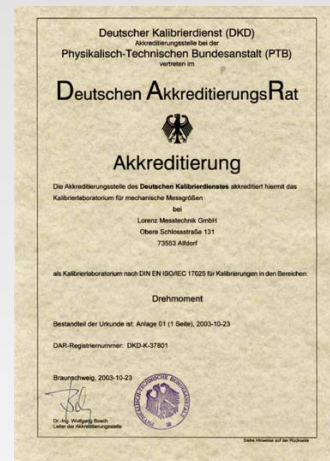 Deutscher Kalibrierdienst (DKD)
Akkreditierungsstelle bei der
Physikalisch-Technischen Bundesanstalt (PTB)
vertreten im
Deutschen AkkreditierungsRat
Akkreditierung
Die Akkreditierungsstelle des Deutschen Kalibrierdienstes akkreditiert hiermit das
Kalibrierlaboratorium für mechanische Messgrößen
bei
Lorenz Messtechnik GmbH
Obere Schlossstraße 131
73553 Alfdorf
als Kalibrierlaboratorium nach DIN EN ISO/IEC 17025 für Kalibrierungen in den Bereichen:
Drehmoment
Bestandteil der Urkunde ist: Anlage 01 (1 Seite), 2003-10-23
DAR-Registriernummer: DKD-K-37801
Braunschweig, 2003-10-23
Dr.-Ing. Wolfgang Bosch
Leiter der Akkreditierungsstelle
Siehe Hinweise auf der Rückseite